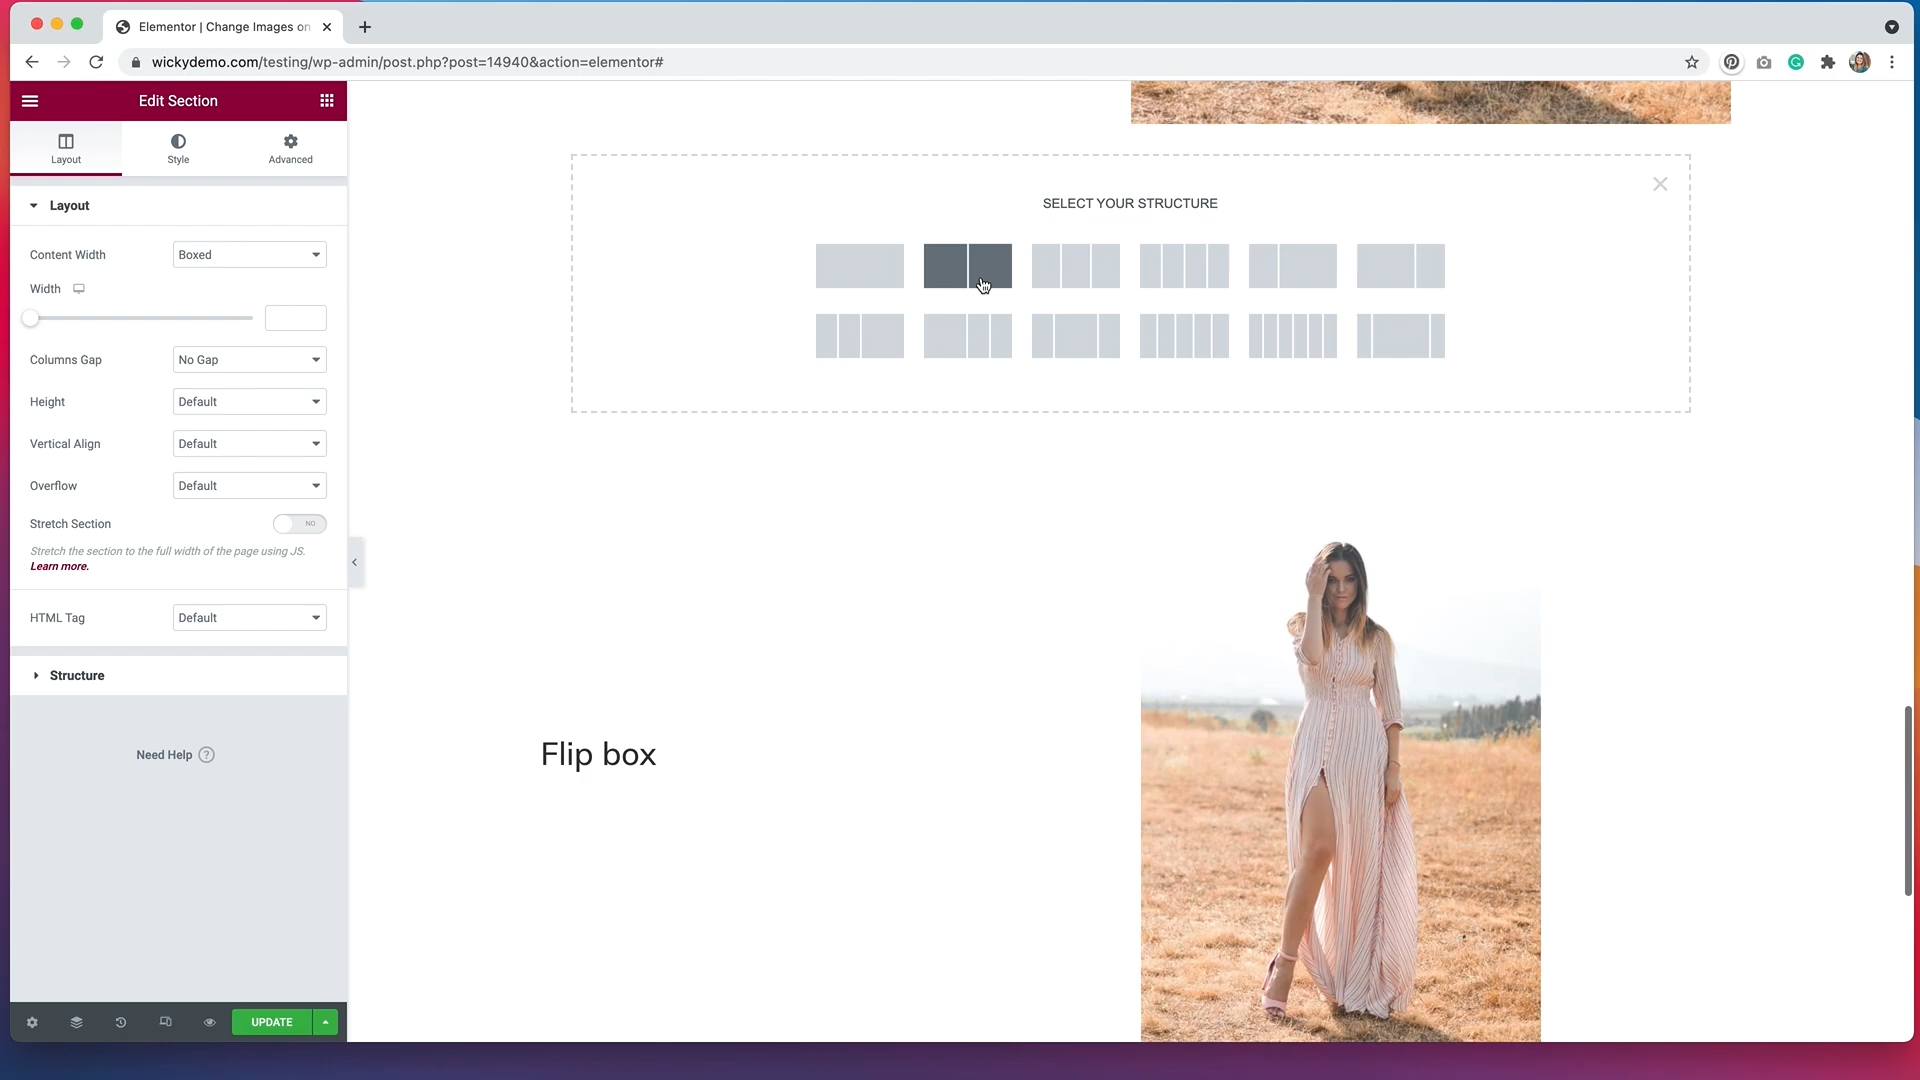 Elementor | Change Images on
wickydemo.com/testing/wp-admin/post.php?post=14940&action=elementor#
Edit Section
Layout
Style
Advanced
Layout
Content Width
Boxed
Width
Columns Gap
No Gap
Height
Default
Vertical Align
Default
Overflow
Default
Stretch Section
NO
Stretch the section to the full width of the page using JS.
Learn more.
HTML Tag
Default
Structure
Need Help ?
UPDATE
SELECT YOUR STRUCTURE
Flip box